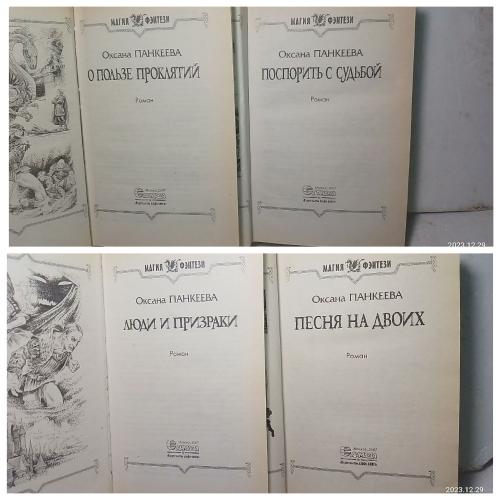 МАГИЯ ФЭНТЕЗИ
Оксана ПАНКЕЕВА
О ПОЛЬЗЕ ПРОКЛЯТИЙ
Роман
МАГИЯ ФЭНТЕЗИ
Оксана ПАНКЕЕВА
ПОСПОРИТЬ С СУДЬБОЙ
Роман
2023.12.29
МАГИЯ ФЭНТЕЗИ
Оксана ПАНКЕЕВА
ЛЮДИ И ПРИЗРАКИ
Роман
МАГИЯ ФЭНТЕЗИ
Оксана ПАНКЕЕВА
ПЕСНЯ НА ДВОИХ
Роман
2023.12.29